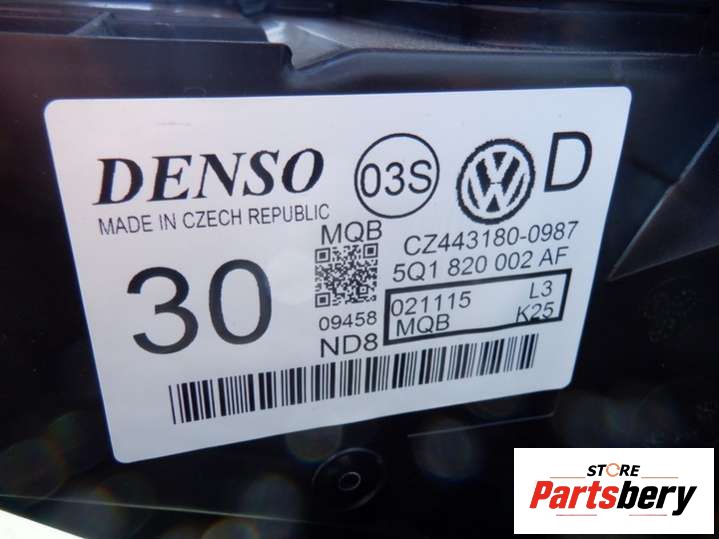 DENSO
03S
VW
D
MADE IN CZECH REPUBLIC
MQB
CZ443180-0987
5Q1 820 002 AF
30
09458
021115 L3
MQB K25
ND8
STORE
Partsbery